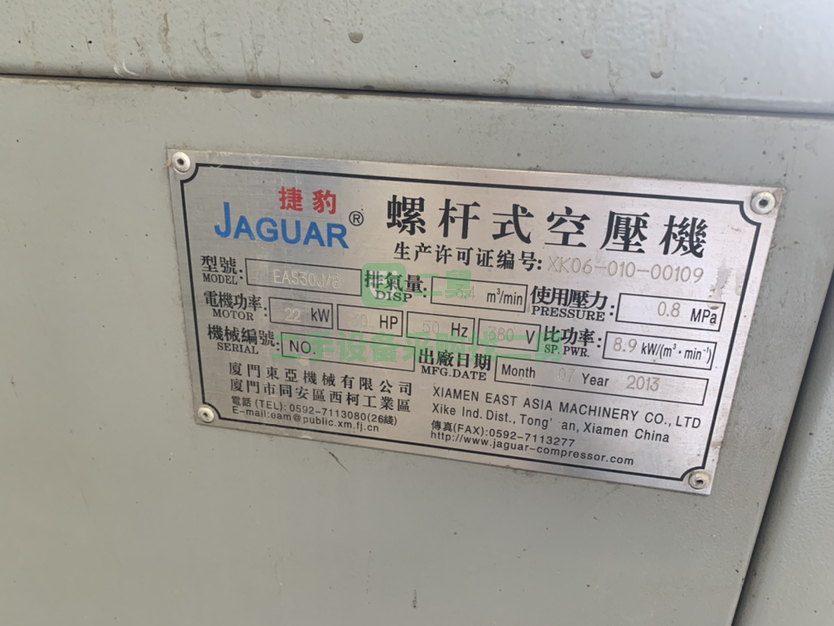 捷豹
JAGUAR®
螺杆式空壓機
生产许可证编号: XK06-010-00109
型號: MODEL 排氣量: DISP m³/min 使用壓力: PRESSURE: 0.8 MPa
電機功率: MOTOR 22 kW HP 50 Hz 380 V 比功率: SP. PWR. 8.9 kW/(m³·min⁻¹)
機械編號: SERIAL NO. 出廠日期 MFG.DATE Month 07 Year 2013
廈門東亞機械有限公司
廈門市同安區西柯工業區
電話(TEL): 0592-7113080(26綫)
E-mail:eam@public.xm.fj.cn
XIAMEN EAST ASIA MACHINERY CO., LTD
Xike Ind. Dist., Tong' an, Xiamen China
傳真(FAX):0592-7113277
http://www.jaguar-compressor.com